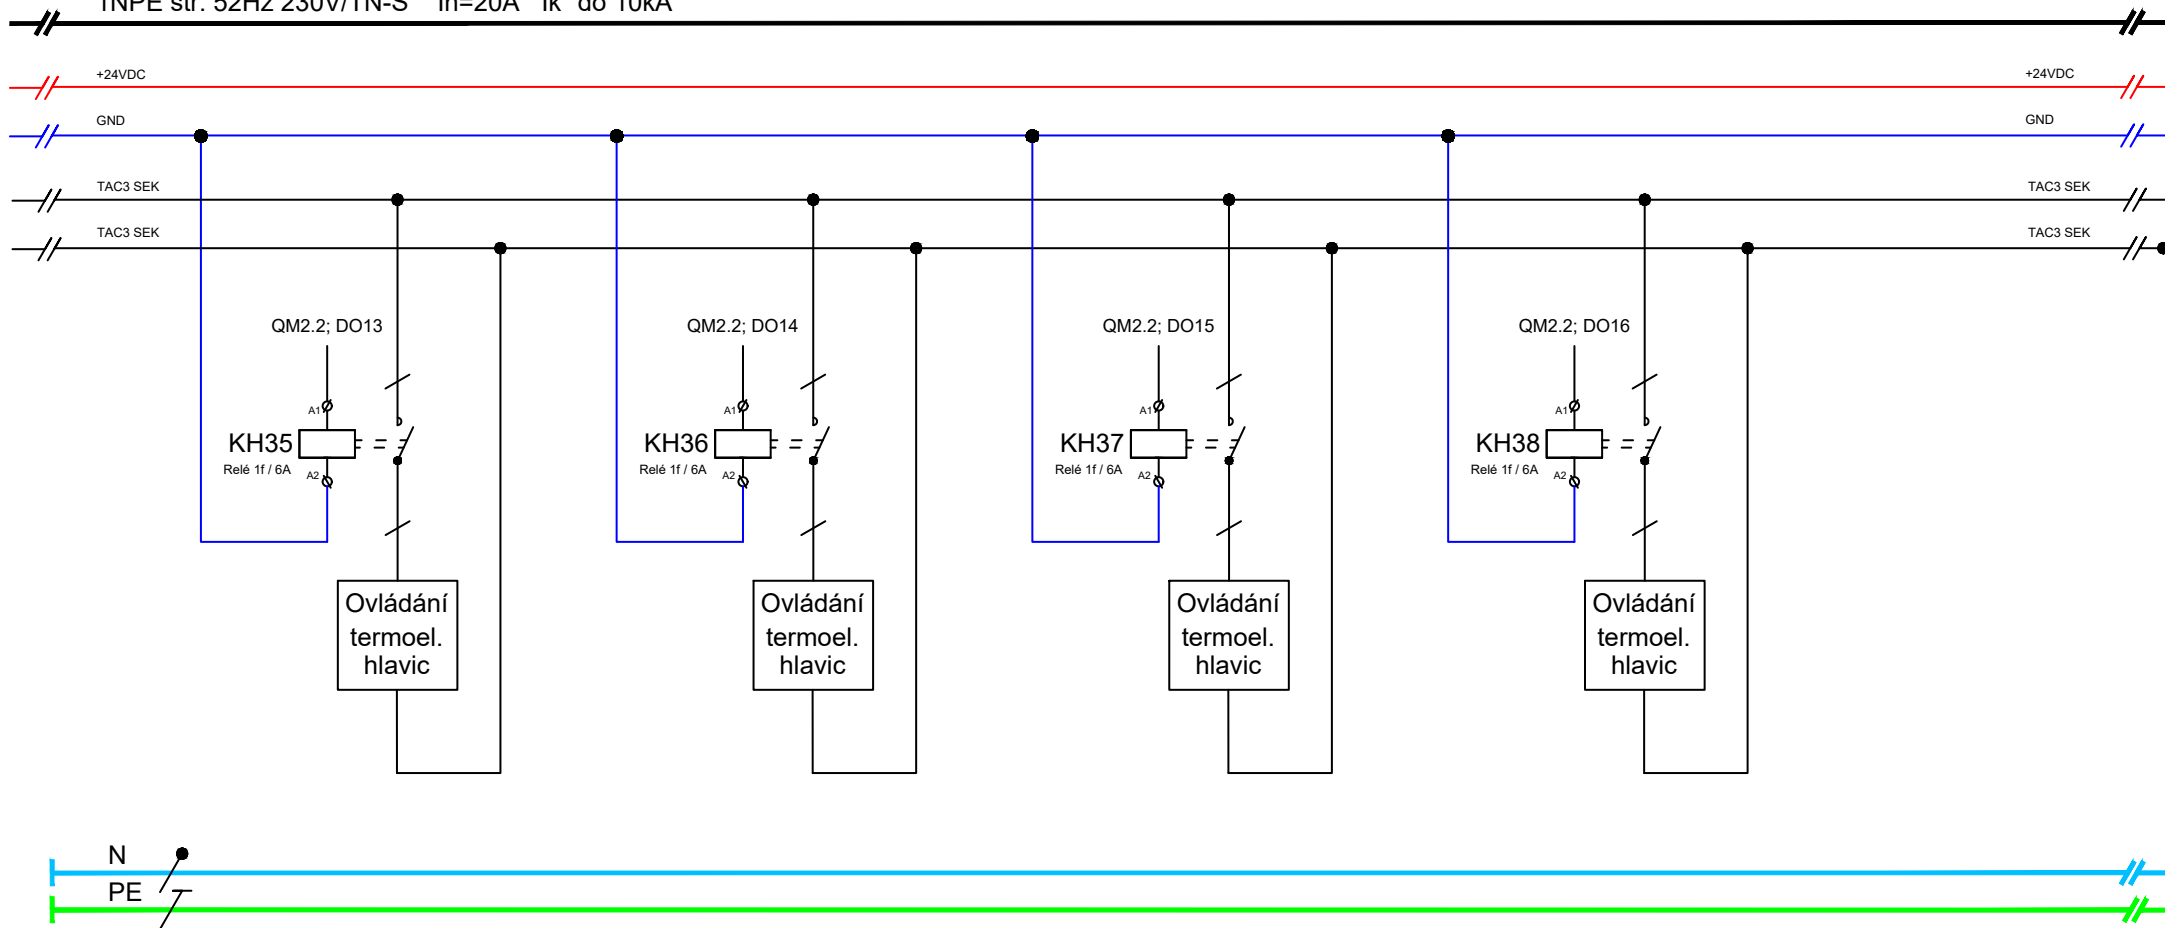 1NPE str. 52Hz 230V/TN-S In=20A Ik" do 10kA
+24VDC +24VDC
GND GND
TAC3 SEK TAC3 SEK
TAC3 SEK TAC3 SEK
QM2.2; DO13 QM2.2; DO14 QM2.2; DO15 QM2.2; DO16
A1 A1 A1 A1
KH35 KH36 KH37 KH38
Relé 1f / 6A Relé 1f / 6A Relé 1f / 6A Relé 1f / 6A
A2 A2 A2 A2
Ovládání Ovládání Ovládání Ovládání
termoel. termoel. termoel. termoel.
hlavic hlavic hlavic hlavic
N
PE